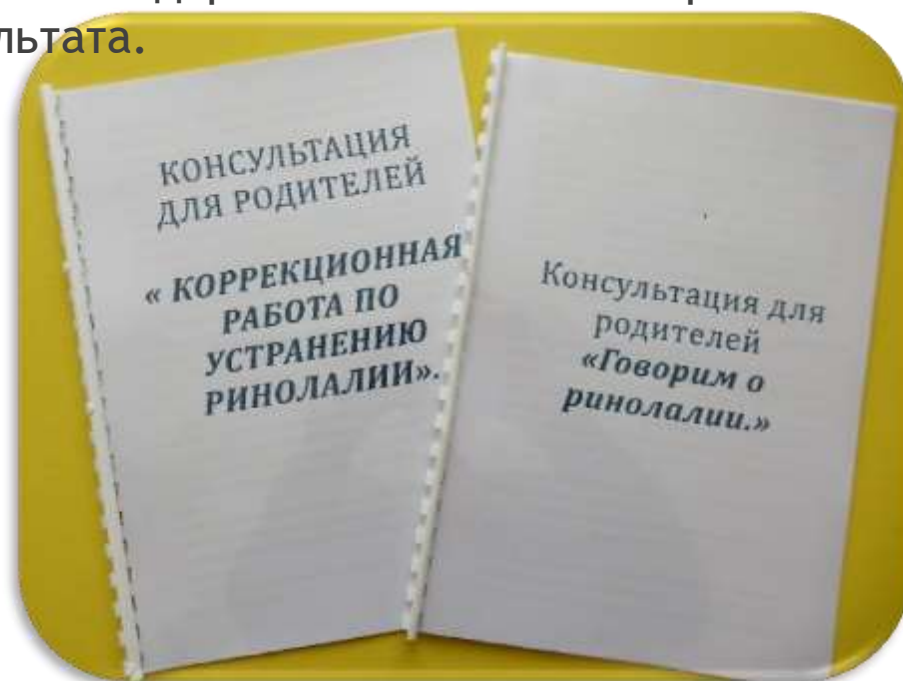 льтата.
КОНСУЛЬТАЦИЯ
ДЛЯ РОДИТЕЛЕЙ
« КОРРЕКЦИОННАЯ
РАБОТА ПО
УСТРАНЕНИЮ
РИНОЛАЛИИ».
Консультация для
родителей
«Говорим о
ринолалии.»